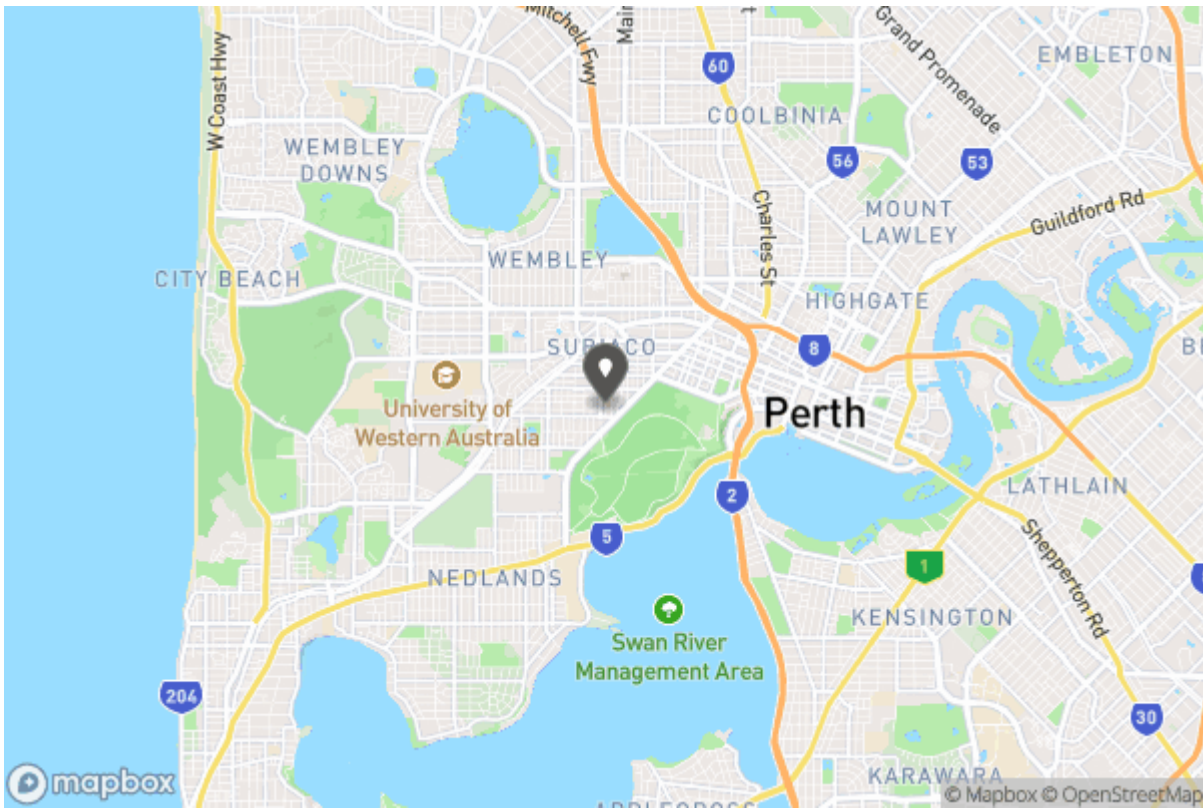 Mitchell Fwy
Main
t
Grand Promenade
EMBLETON
W Coast Hwy
60
COOLBINIA
WEMBLEY
DOWNS
56
53
Charles St
MOUNT
LAWLEY
Guildford Rd
WEMBLEY
CITY BEACH
HIGHGATE
SUBIACO
8
B
University of
Western Australia
Perth
2
LATHLAIN
5
Shepperton Rd
1
NEDLANDS
KENSINGTON
Swan River
Management Area
204
30
mapbox
KARAWARA
© Mapbox © OpenStreetMap
APPLECROSS